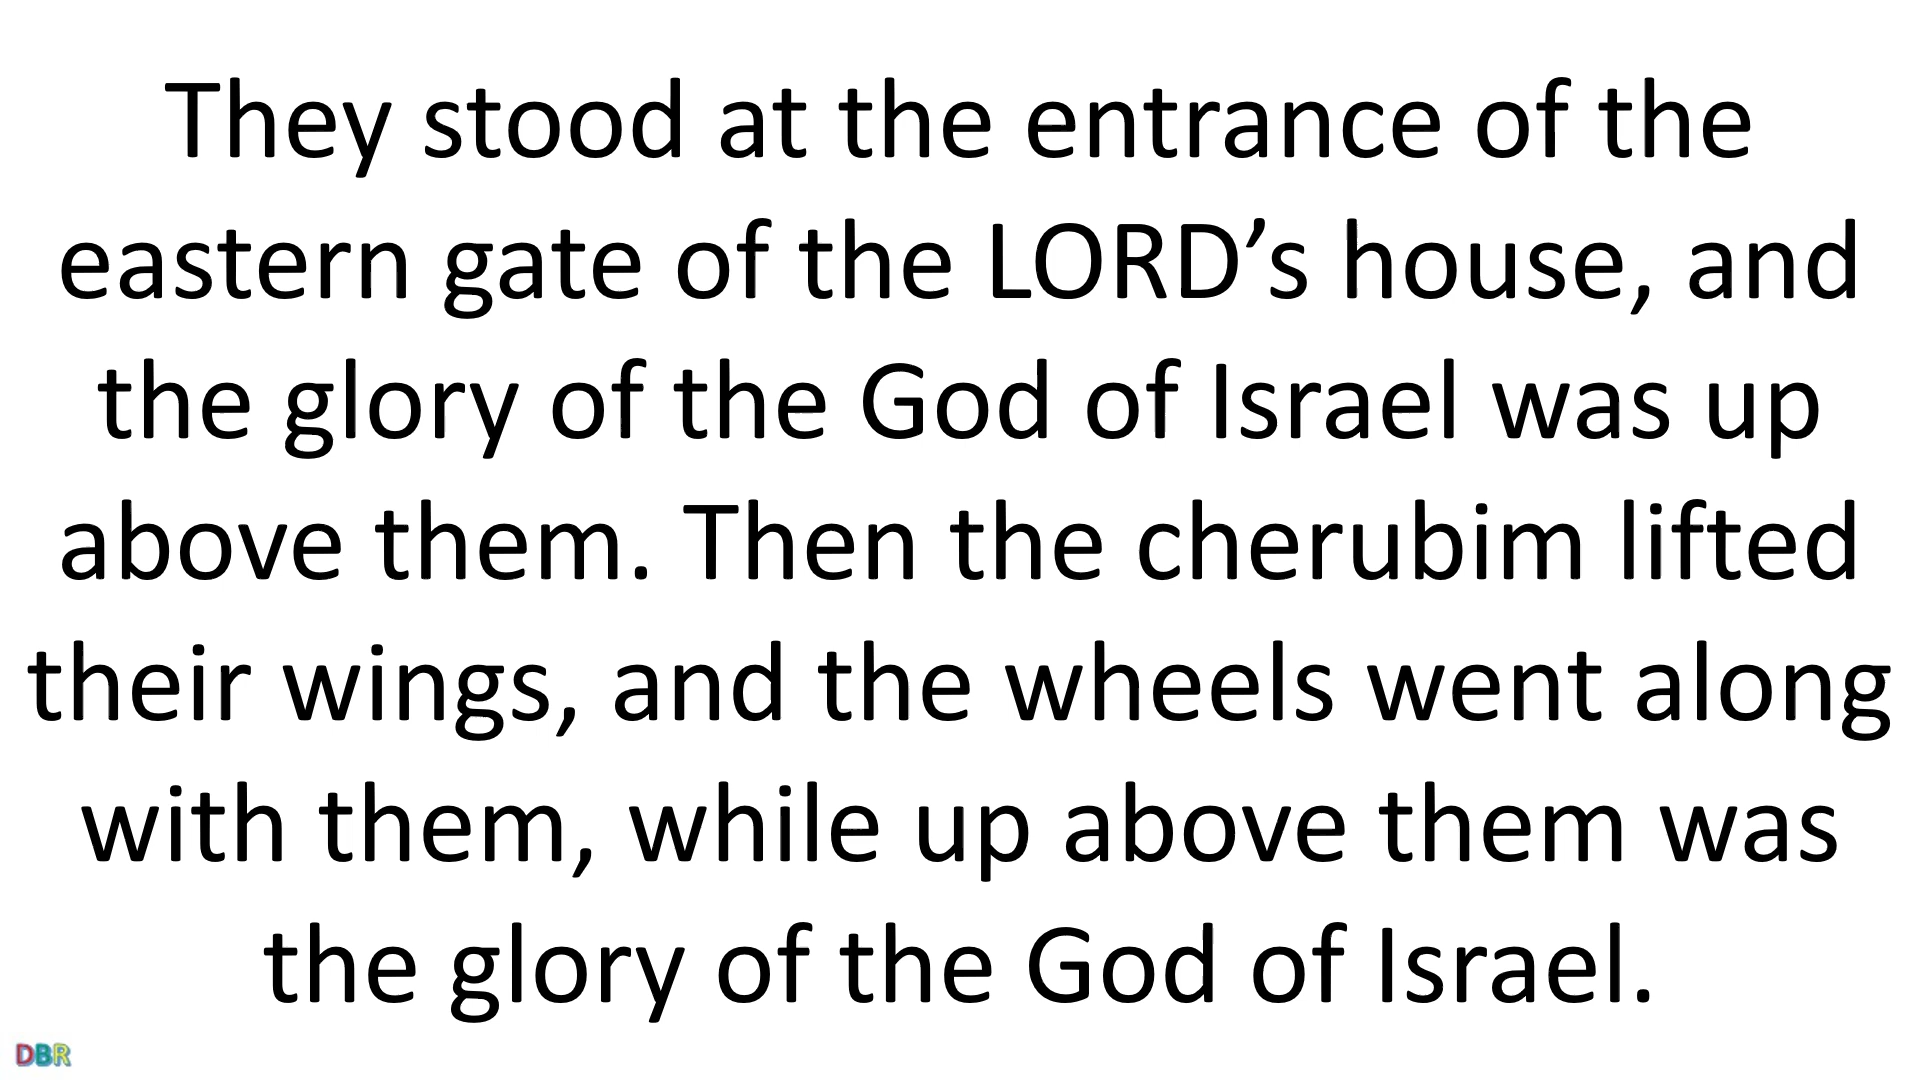 They stood at the entrance of the
eastern gate of the LORD’s house, and
the glory of the God of Israel was up
above them. Then the cherubim lifted
their wings, and the wheels went along
with them, while up above them was
the glory of the God of Israel.
DBR